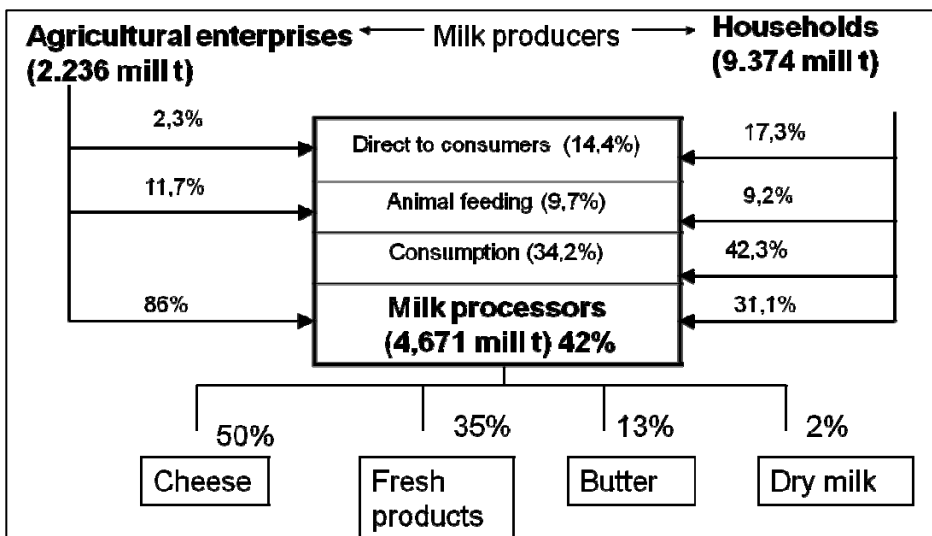 Agricultural enterprises Milk producers Households
(2.236 mill t) (9.374 mill t)
2,3% 17,3%
Direct to consumers (14,4%)
11,7% 9,2%
Animal feeding (9,7%)
Consumption (34,2%) 42,3%
86% 31,1%
Milk processors
(4,671 mill t) 42%
50% 35% 13% 2%
Cheese Fresh Butter Dry milk
products